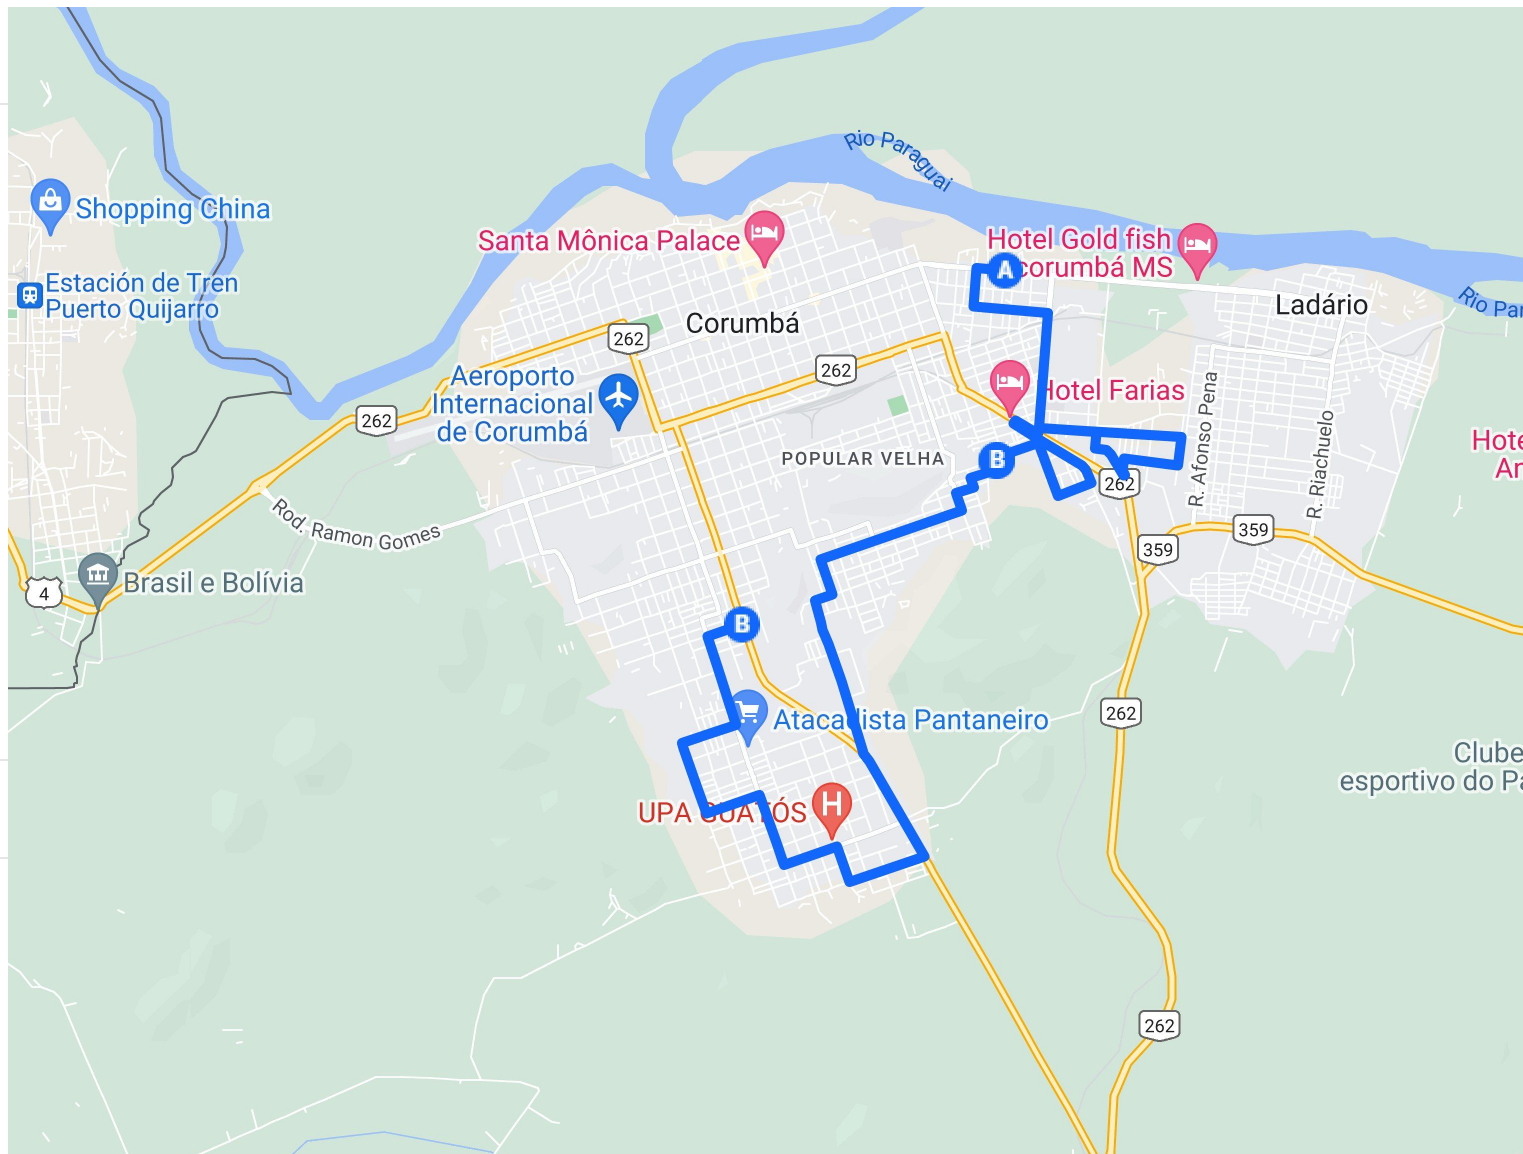 Rio Paraguai
Shopping China
Santa Mônica Palace
Hotel Gold fish
corumbá MS
A
Estación de Tren
Puerto Quijarro
Rio Par
Ladário
Corumbá
262
262
Aeroporto
Internacional
de Corumbá
262
Hotel Farias
R. Afonso Pena
R. Riachuelo
Hote
An
POPULAR VELHA
B
262
Rod. Ramon Gomes
359
359
4
Brasil e Bolívia
B
262
Atacadista Pantaneiro
Clube
esportivo do Pa
UPA GUATÓS
H
262